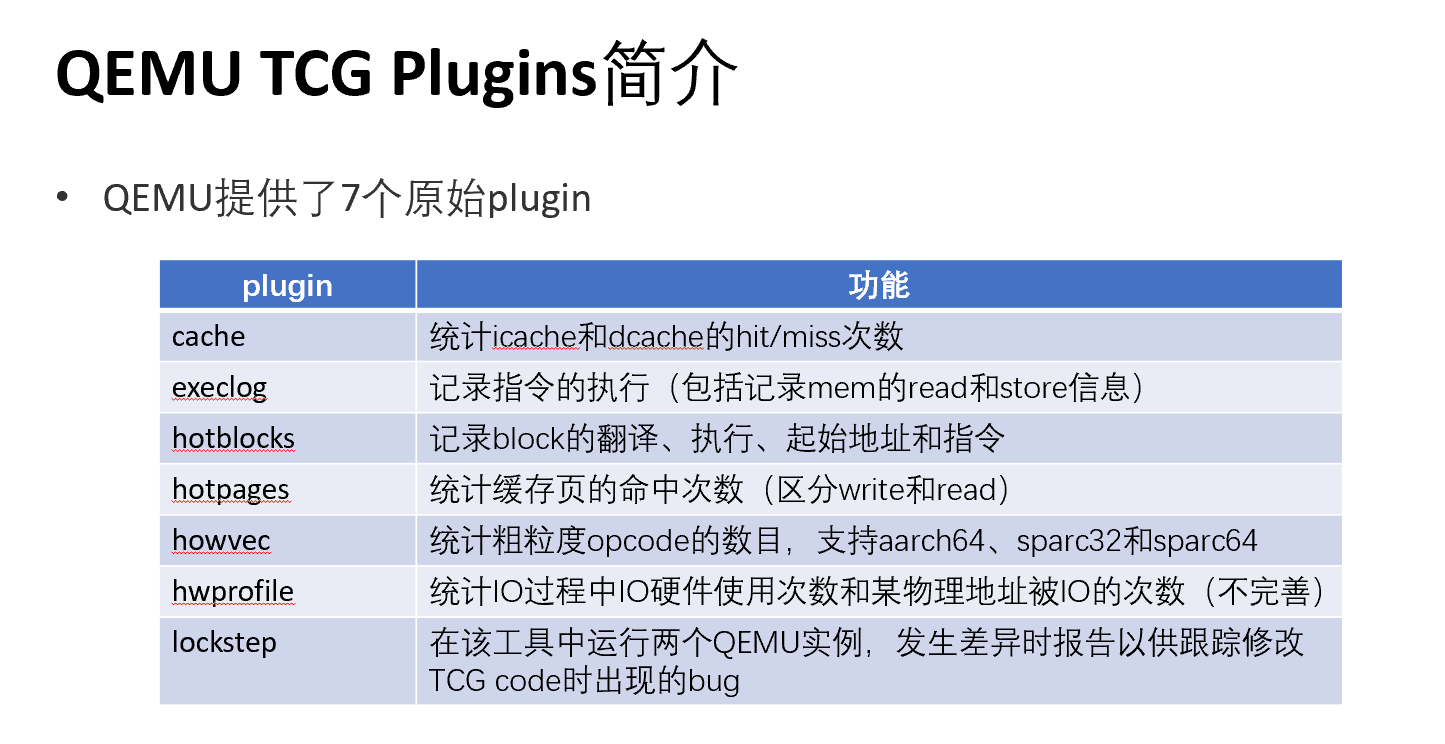 QEMU TCG Plugins简介
• QEMU提供了7个原始plugin
plugin 功能
cache 统计icache和dcache的hit/miss次数
execlog 记录指令的执行（包括记录mem的read和store信息）
hotblocks 记录block的翻译、执行、起始地址和指令
hotpages 统计缓存页的命中次数（区分write和read）
howvec 统计粗粒度opcode的数目，支持aarch64、sparc32和sparc64
hwprofile 统计IO过程中IO硬件使用次数和某物理地址被IO的次数（不完善）
lockstep 在该工具中运行两个QEMU实例，发生差异时报告以供跟踪修改
TCG code时出现的bug